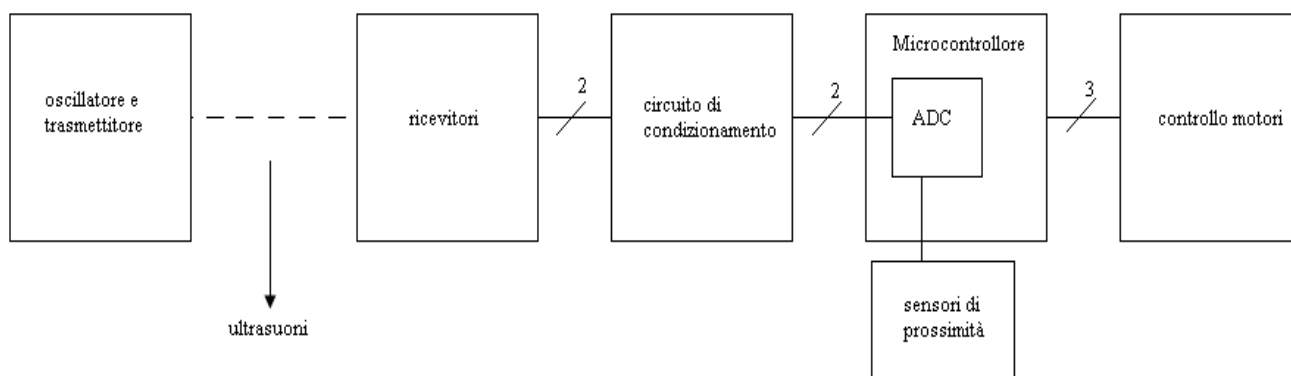 oscillatore e
trasmettitore
ultrasuoni
ricevitori
2
circuito di
condizionamento
2
Microcontrollore
ADC
sensori di
prossimità
3
controllo motori